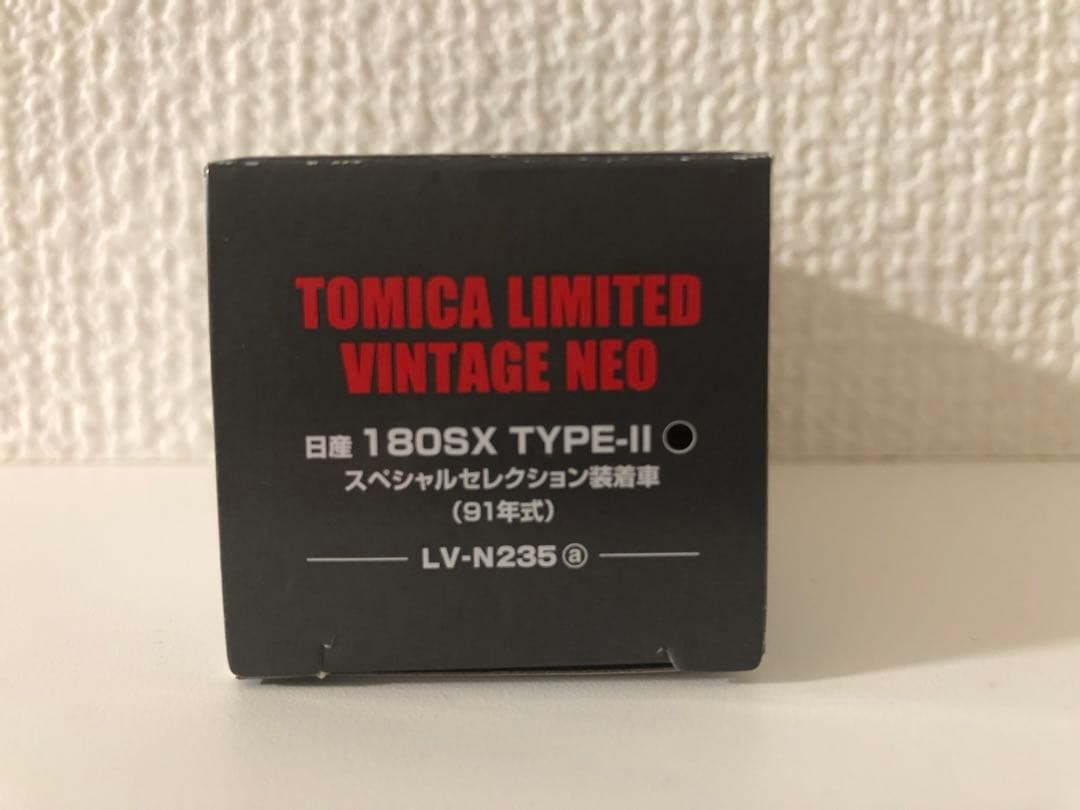 TOMICA LIMITED
VINTAGE NEO
日産 180SX TYPE-II
スペシャルセレクション装着車
(91年式)
LV-N235ⓐ